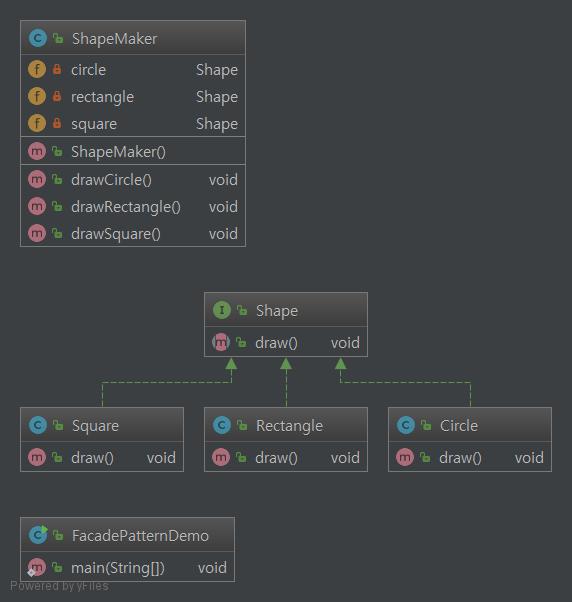 C ShapeMaker
f circle Shape
f rectangle Shape
f square Shape
m ShapeMaker()
m drawCircle() void
m drawRectangle() void
m drawSquare() void
I Shape
m draw() void
C Square C Rectangle C Circle
m draw() void m draw() void m draw() void
C FacadePatternDemo
m main(String[]) void
Powered by yFiles